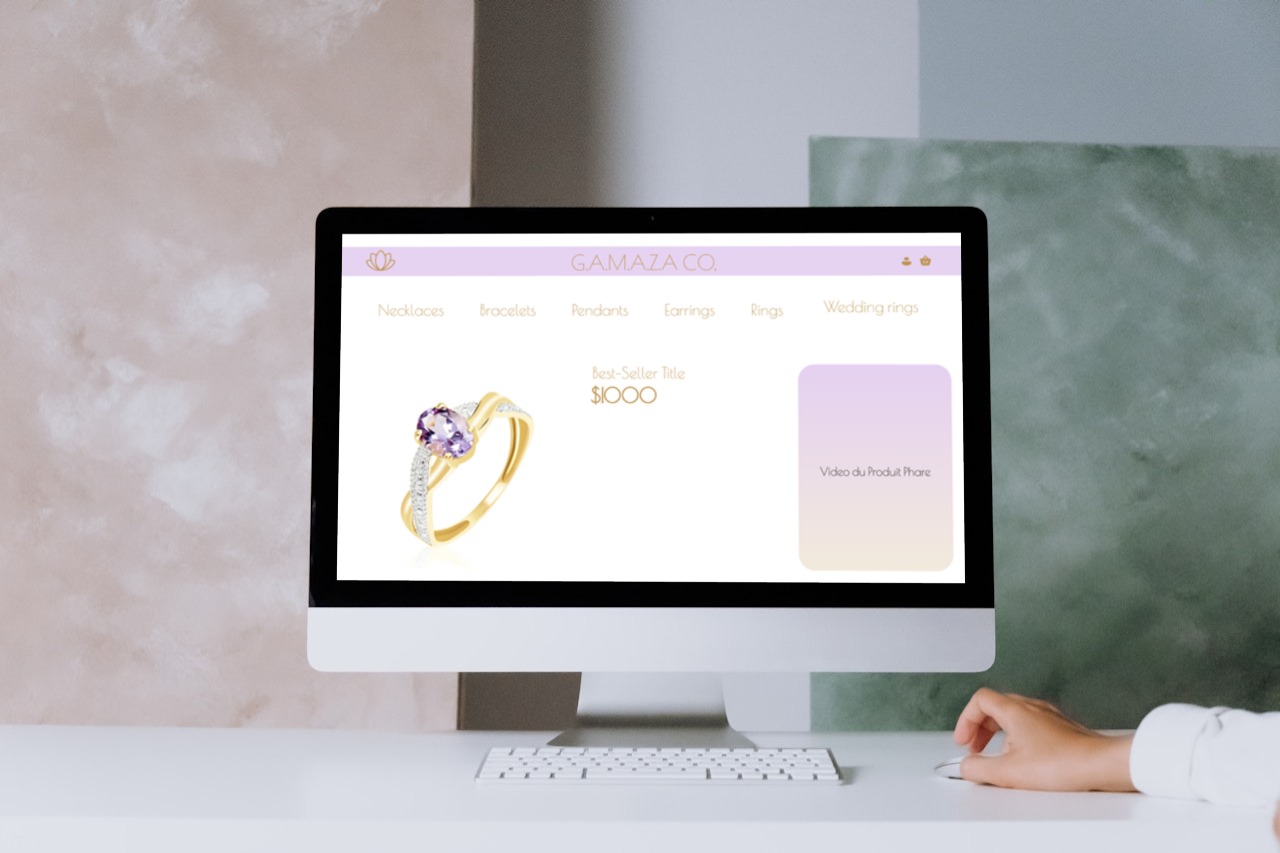 G.A.M.A.Z.A CO,
Necklaces Bracelets Pendants Earrings Rings Wedding rings
Best-Seller Title
$1000
Video du Produit Phare